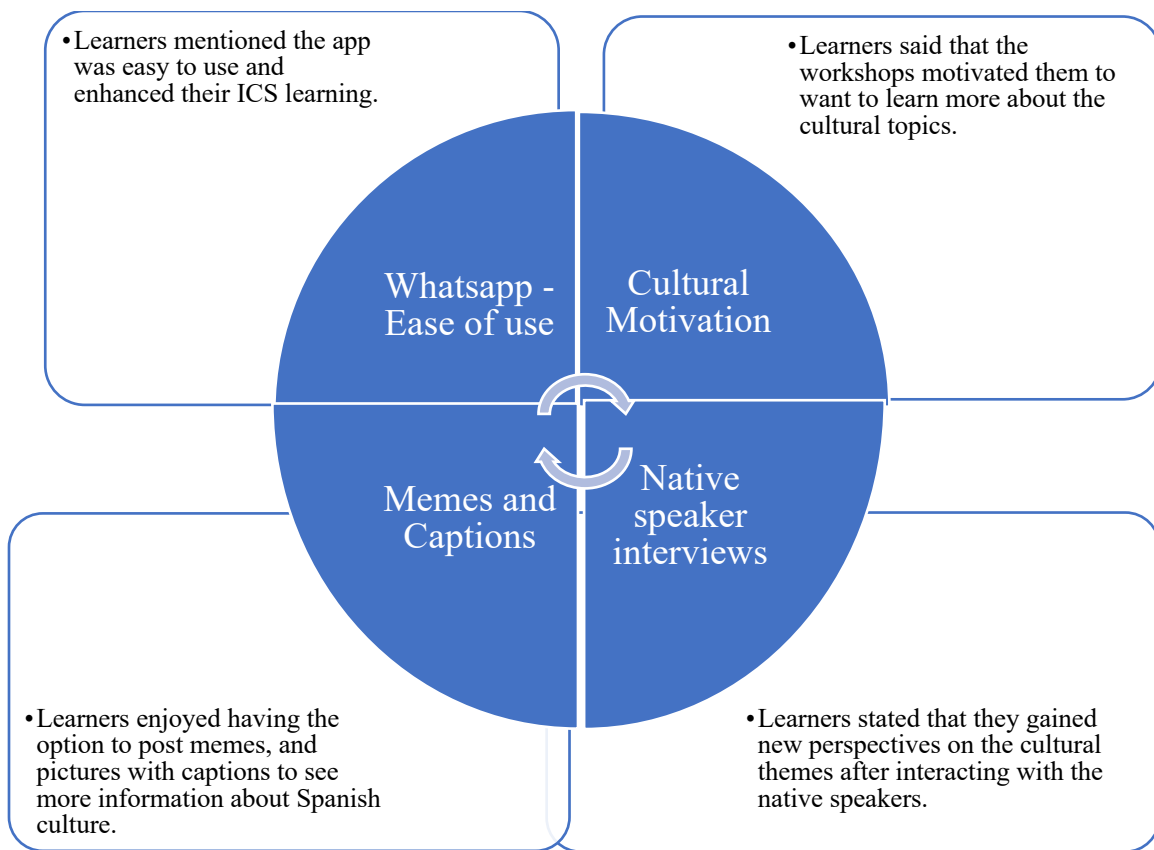 •Learners mentioned the app
was easy to use and
enhanced their ICS learning.
•Learners said that the
workshops motivated them to
want to learn more about the
cultural topics.
Whatsapp -
Ease of use
Cultural
Motivation
Memes and
Captions
Native
speaker
interviews
•Learners enjoyed having the
option to post memes, and
pictures with captions to see
more information about Spanish
culture.
•Learners stated that they gained
new perspectives on the cultural
themes after interacting with the
native speakers.